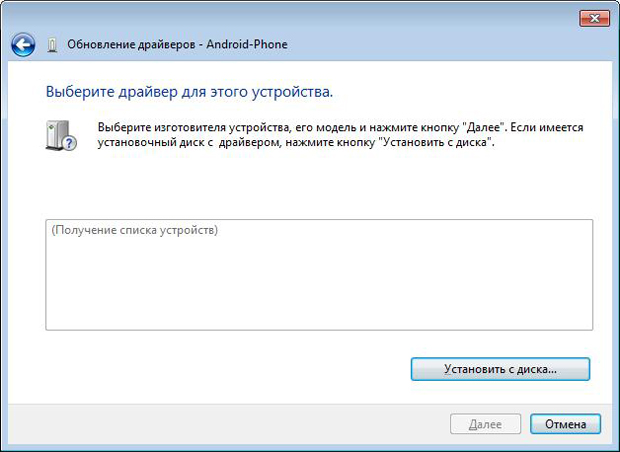 Обновление драйверов - Android-Phone
Выберите драйвер для этого устройства.
Выберите изготовителя устройства, его модель и нажмите кнопку "Далее". Если имеется
установочный диск с драйвером, нажмите кнопку "Установить с диска".
(Получение списка устройств)
Установить с диска...
Далее
Отмена